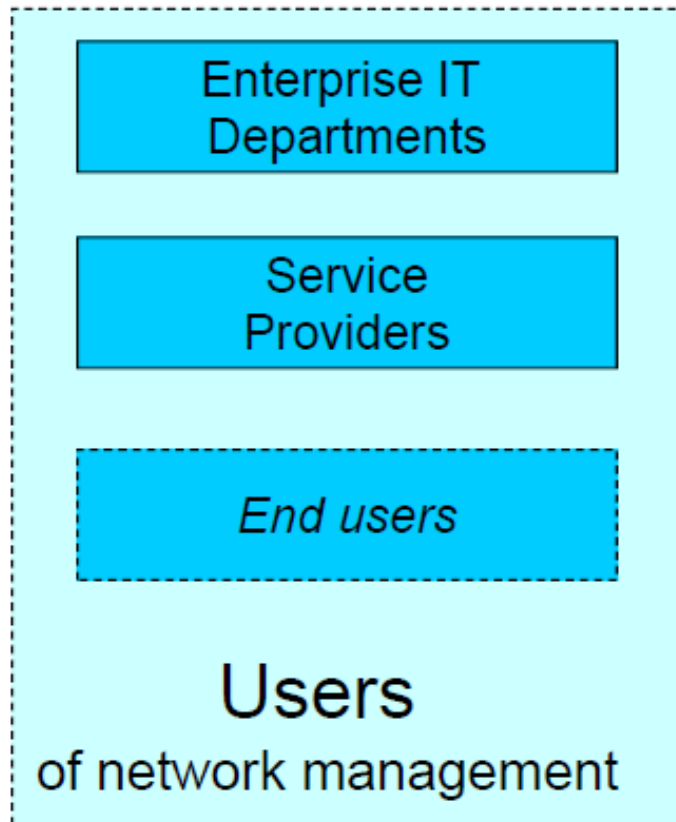 Enterprise IT
Departments
Service
Providers
End users
Users
of network management